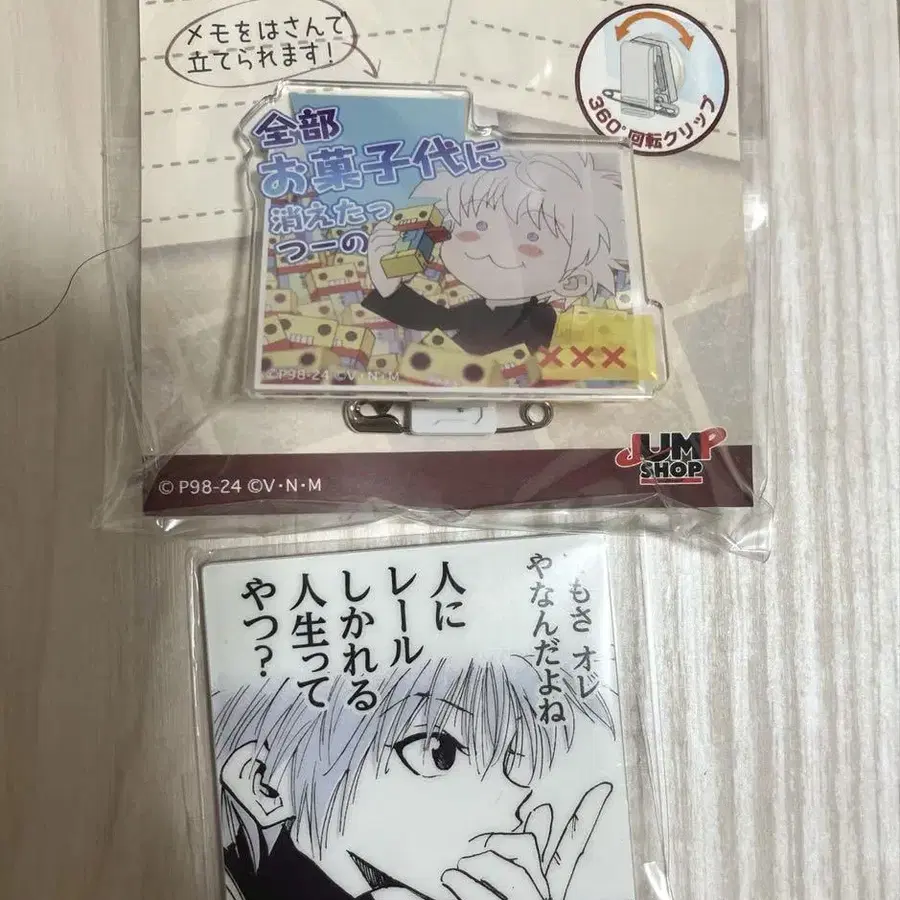 メモをはさんで
立てられます!
360°回転クリップ
全部
お菓子代に
消えたっ
つーの
×××
©P98-24 ©V・N・M
JUMP
SHOP
© P98-24 ©V・N・M
もさ オレ
やなんだよね
人に
レール
しかれる
人生って
やつ?